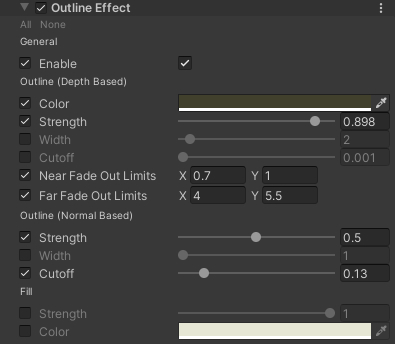 Outline Effect
All None
General
Enable
Outline (Depth Based)
Color
Strength 0.898
Width 2
Cutoff 0.001
Near Fade Out Limits X 0.7 Y 1
Far Fade Out Limits X 4 Y 5.5
Outline (Normal Based)
Strength 0.5
Width 1
Cutoff 0.13
Fill
Strength 1
Color